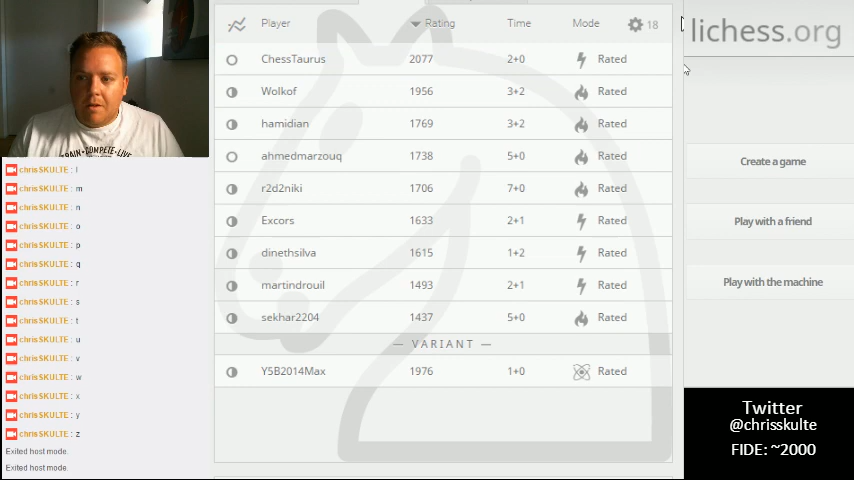 Player Rating Time Mode 18
ChessTaurus 2077 2+0 Rated
Wolkof 1956 3+2 Rated
hamidian 1769 3+2 Rated
ahmedmarzouq 1738 5+0 Rated
r2d2niki 1706 7+0 Rated
Excors 1633 2+1 Rated
dinethsilva 1615 1+2 Rated
martindrouil 1493 2+1 Rated
sekhar2204 1437 5+0 Rated
— VARIANT —
Y5B2014Max 1976 1+0 Rated
lichess.org
Create a game
Play with a friend
Play with the machine
Twitter
@chrisskulte
FIDE: ~2000
TRAIN•COMPETE•LIVE
chrisSKULTE : l
chrisSKULTE : m
chrisSKULTE : n
chrisSKULTE : o
chrisSKULTE : p
chrisSKULTE : q
chrisSKULTE : r
chrisSKULTE : s
chrisSKULTE : t
chrisSKULTE : u
chrisSKULTE : v
chrisSKULTE : w
chrisSKULTE : x
chrisSKULTE : y
chrisSKULTE : z
Exited host mode.
Exited host mode.